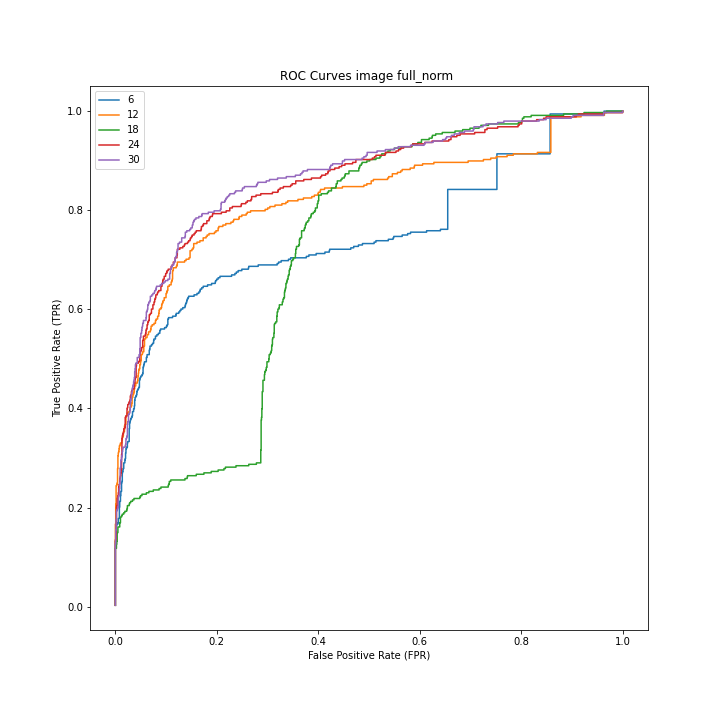 ROC Curves image full_norm
6
12
18
24
30
1.0
0.8
0.6
0.4
0.2
0.0
True Positive Rate (TPR)
0.0 0.2 0.4 0.6 0.8 1.0
False Positive Rate (FPR)